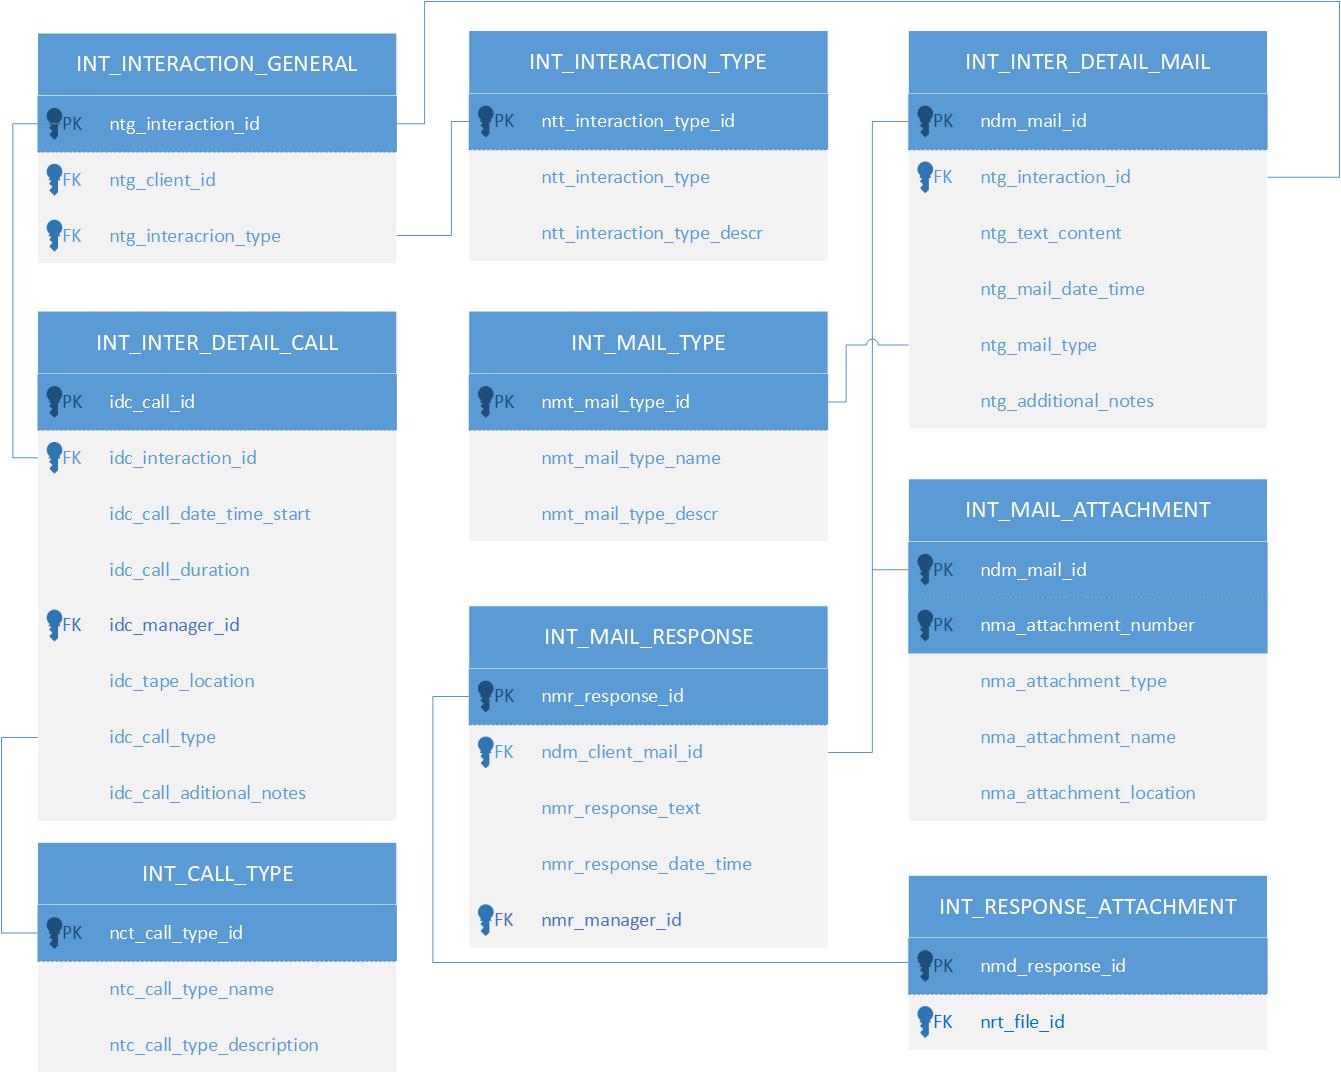 INT_INTERACTION_GENERAL
PK ntg_interaction_id
FK ntg_client_id
FK ntg_interacrion_type
INT_INTERACTION_TYPE
PK ntt_interaction_type_id
ntt_interaction_type
ntt_interaction_type_descr
INT_INTER_DETAIL_MAIL
PK ndm_mail_id
FK ntg_interaction_id
ntg_text_content
ntg_mail_date_time
ntg_mail_type
ntg_additional_notes
INT_INTER_DETAIL_CALL
PK idc_call_id
FK idc_interaction_id
idc_call_date_time_start
idc_call_duration
FK idc_manager_id
idc_tape_location
idc_call_type
idc_call_aditional_notes
INT_MAIL_TYPE
PK nmt_mail_type_id
nmt_mail_type_name
nmt_mail_type_descr
INT_MAIL_ATTACHMENT
PK ndm_mail_id
PK nma_attachment_number
nma_attachment_type
nma_attachment_name
nma_attachment_location
INT_MAIL_RESPONSE
PK nmr_response_id
FK ndm_client_mail_id
nmr_response_text
nmr_response_date_time
FK nmr_manager_id
INT_CALL_TYPE
PK nct_call_type_id
ntc_call_type_name
ntc_call_type_description
INT_RESPONSE_ATTACHMENT
PK nmd_response_id
FK nrt_file_id